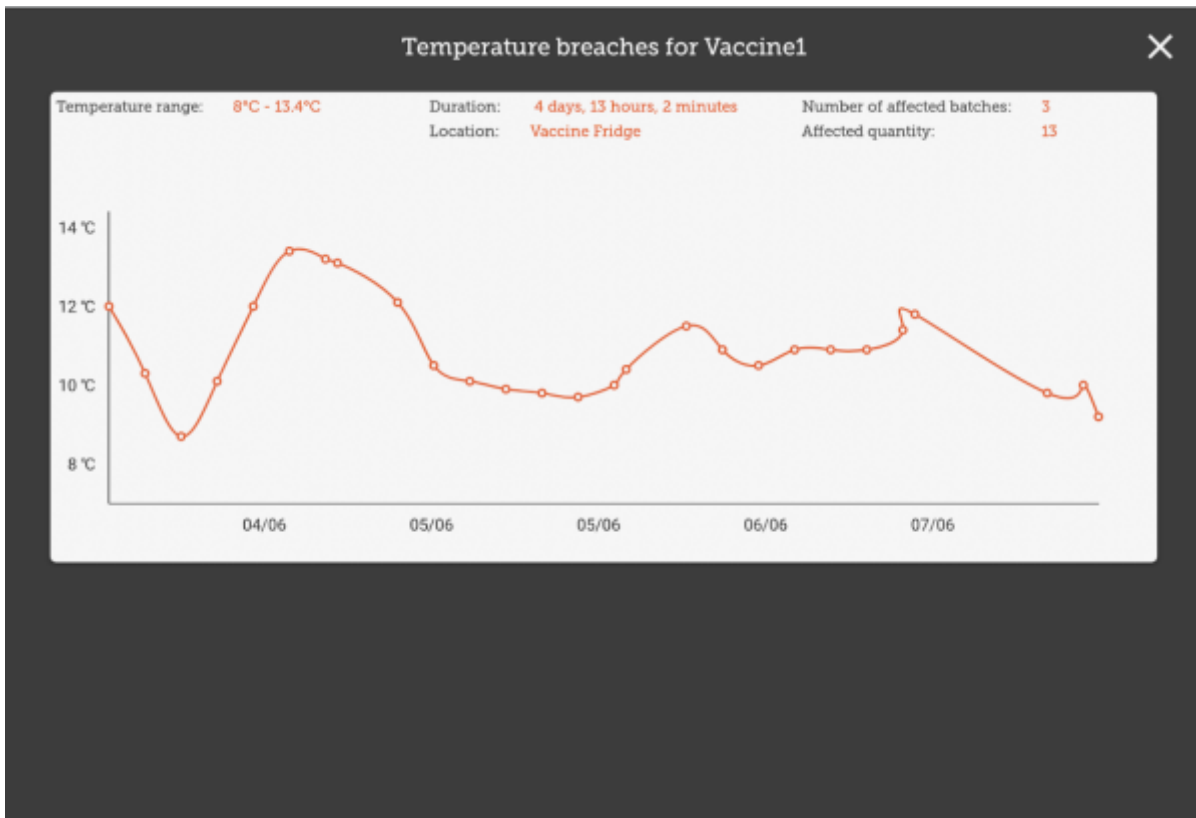 Temperature breaches for Vaccine1
Temperature range: 8°C - 13.4°C Duration: 4 days, 13 hours, 2 minutes Number of affected batches: 3
Location: Vaccine Fridge Affected quantity: 13
14 °C
12 °C
10 °C
8 °C
04/06 05/06 05/06 06/06 07/06